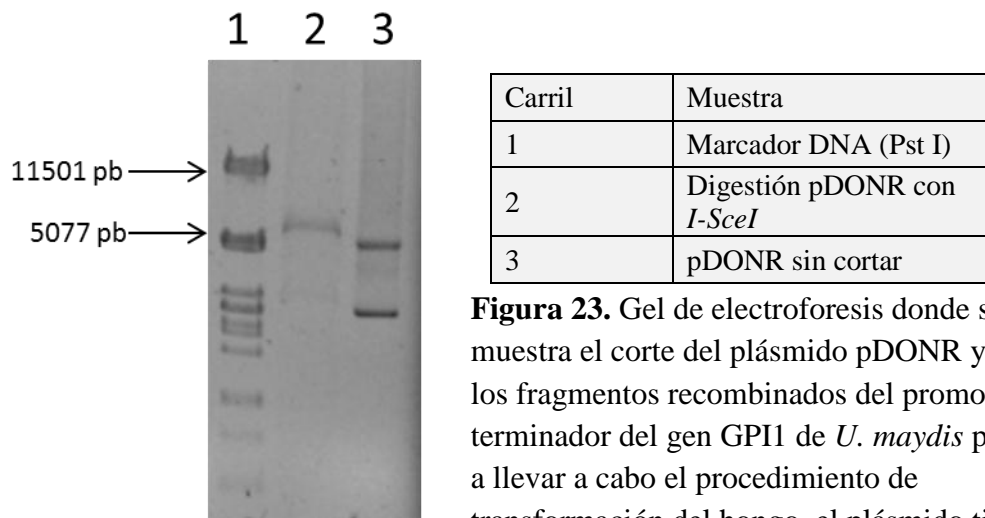 1 2 3
11501 pb
5077 pb
Carril Muestra
1 Marcador DNA (Pst I)
2 Digestión pDONR con
I-SceI
3 pDONR sin cortar
Figura 23. Gel de electroforesis donde s
muestra el corte del plásmido pDONR y
los fragmentos recombinados del promo
terminador del gen GPI1 de U. maydis p
a llevar a cabo el procedimiento de